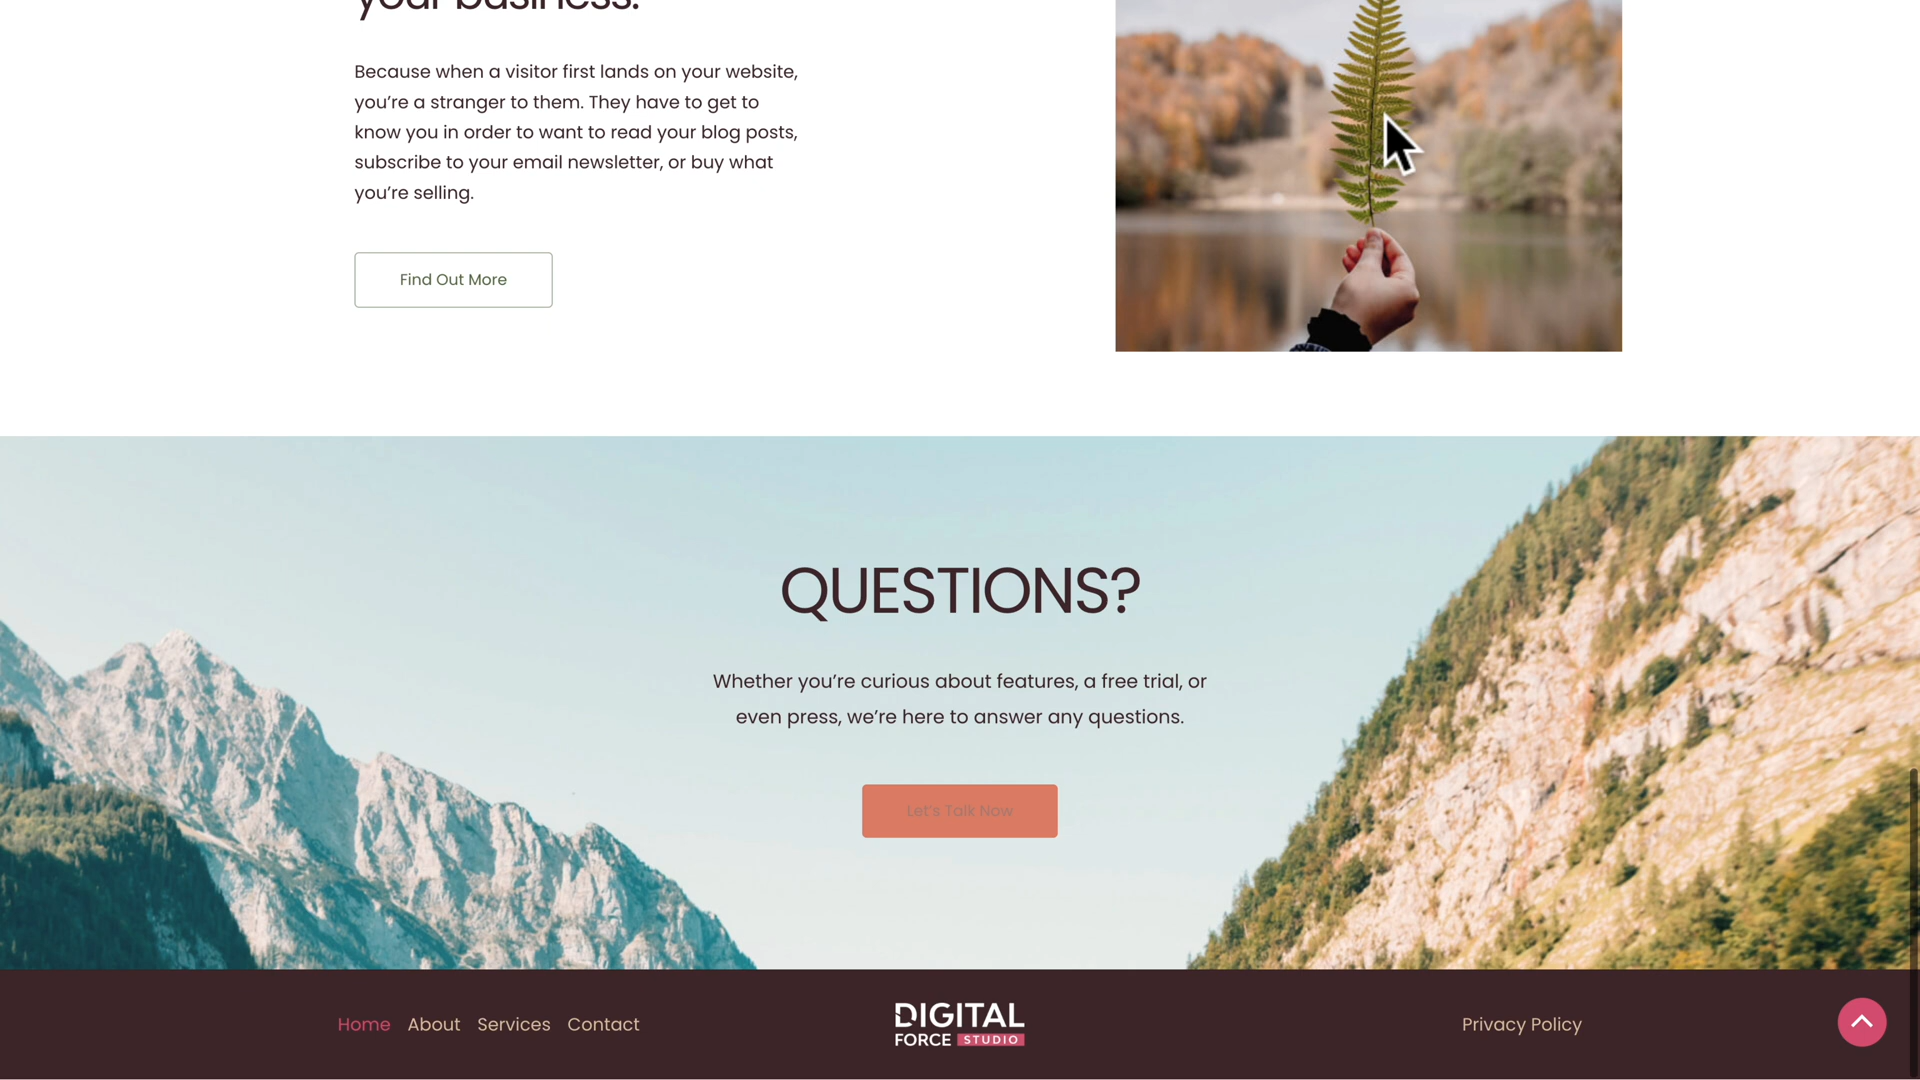 your business.
Because when a visitor first lands on your website,
you're a stranger to them. They have to get to
know you in order to want to read your blog posts,
subscribe to your email newsletter, or buy what
you're selling.
Find Out More
QUESTIONS?
Whether you're curious about features, a free trial, or
even press, we're here to answer any questions.
Let's Talk Now
Home About Services Contact
DIGITAL
FORCE STUDIO
Privacy Policy